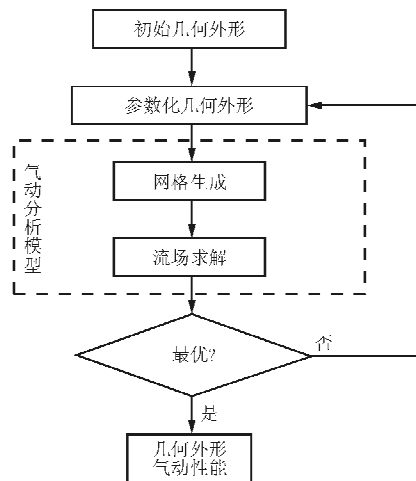 初始几何外形
参数化几何外形
气动分析模型
网格生成
流场求解
最优?
否
是
几何外形
气动性能